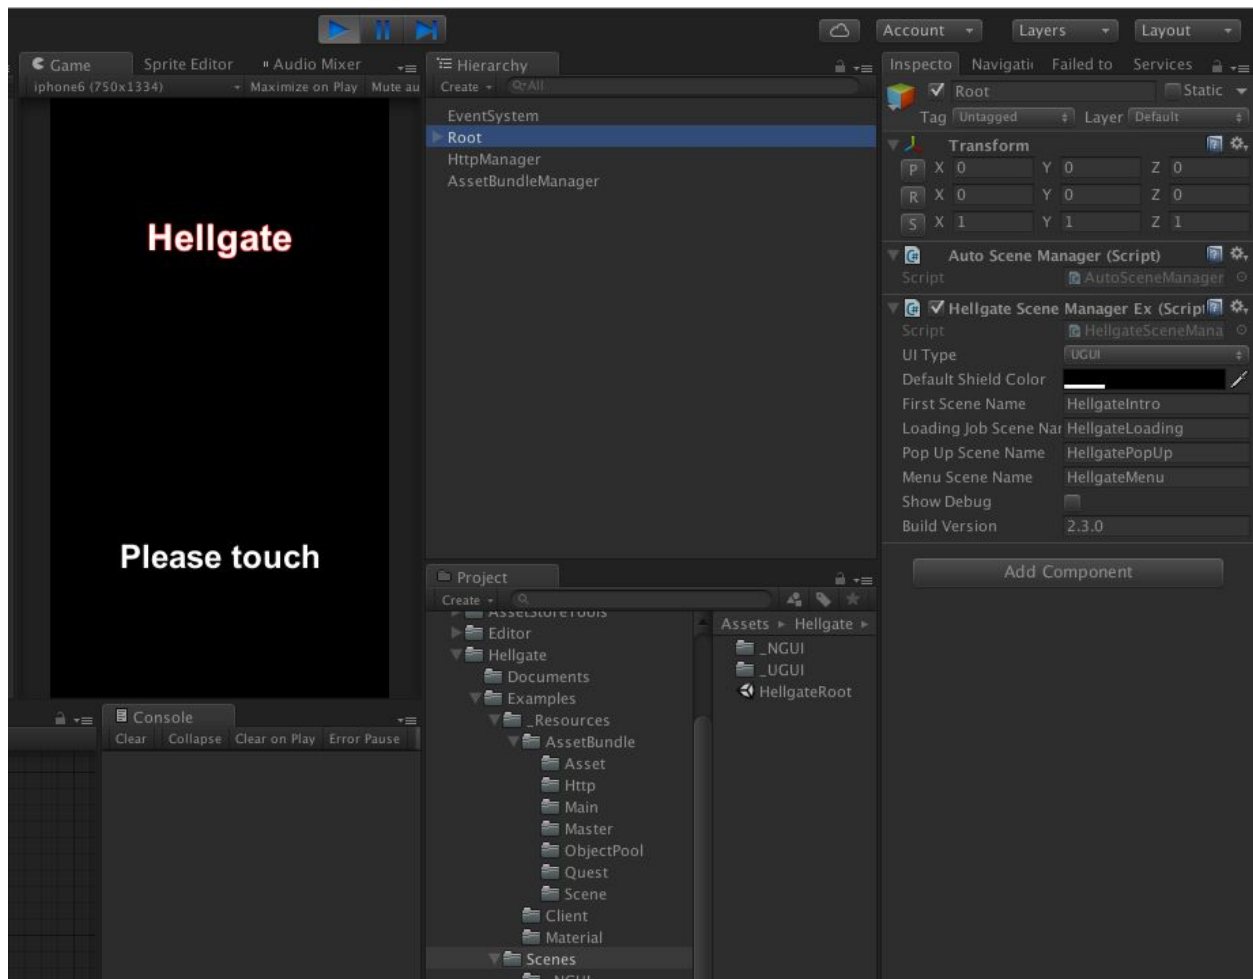 Account
Layers
Layout
Game
Sprite Editor
Audio Mixer
iphone6 (750x1334)
Maximize on Play
Mute au
Hellgate
Please touch
Hierarchy
Create
All
EventSystem
Root
HttpManager
AssetBundleManager
Inspecto
Navigati
Failed to
Services
Root
Static
Tag Untagged
Layer Default
Transform
P X 0 Y 0 Z 0
R X 0 Y 0 Z 0
S X 1 Y 1 Z 1
Auto Scene Manager (Script)
Script AutoSceneManager
Hellgate Scene Manager Ex (Script
Script HellgateSceneMana
UI Type UGUI
Default Shield Color
First Scene Name HellgateIntro
Loading Job Scene Nar HellgateLoading
Pop Up Scene Name HellgatePopUp
Menu Scene Name HellgateMenu
Show Debug
Build Version 2.3.0
Add Component
Project
Create
AssetStoreTools
Editor
Hellgate
Documents
Examples
_Resources
AssetBundle
Asset
Http
Main
Master
ObjectPool
Quest
Scene
Client
Material
Scenes
_NGUI
Assets Hellgate
_NGUI
_UGUI
HellgateRoot
Console
Clear
Collapse
Clear on Play
Error Pause